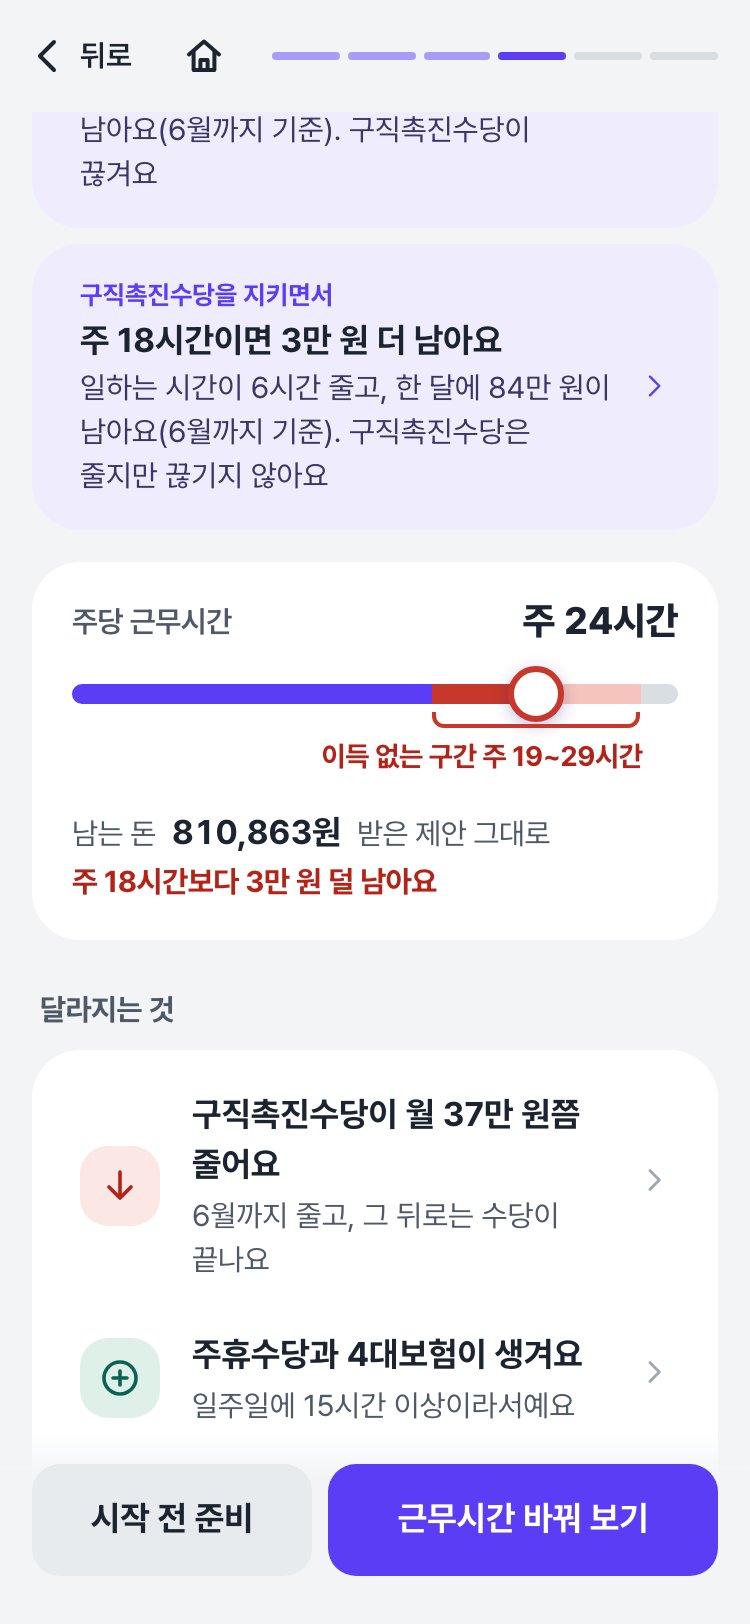 뒤로
남아요(6월까지 기준). 구직촉진수당이
끊겨요
구직촉진수당을 지키면서
주 18시간이면 3만 원 더 남아요
일하는 시간이 6시간 줄고, 한 달에 84만 원이
남아요(6월까지 기준). 구직촉진수당은
줄지만 끊기지 않아요
주당 근무시간 주 24시간
이득 없는 구간 주 19~29시간
남는 돈 810,863원 받은 제안 그대로
주 18시간보다 3만 원 덜 남아요
달라지는 것
구직촉진수당이 월 37만 원쯤
줄어요
6월까지 줄고, 그 뒤로는 수당이
끝나요
주휴수당과 4대보험이 생겨요
일주일에 15시간 이상이라서예요
시작 전 준비 근무시간 바꿔 보기